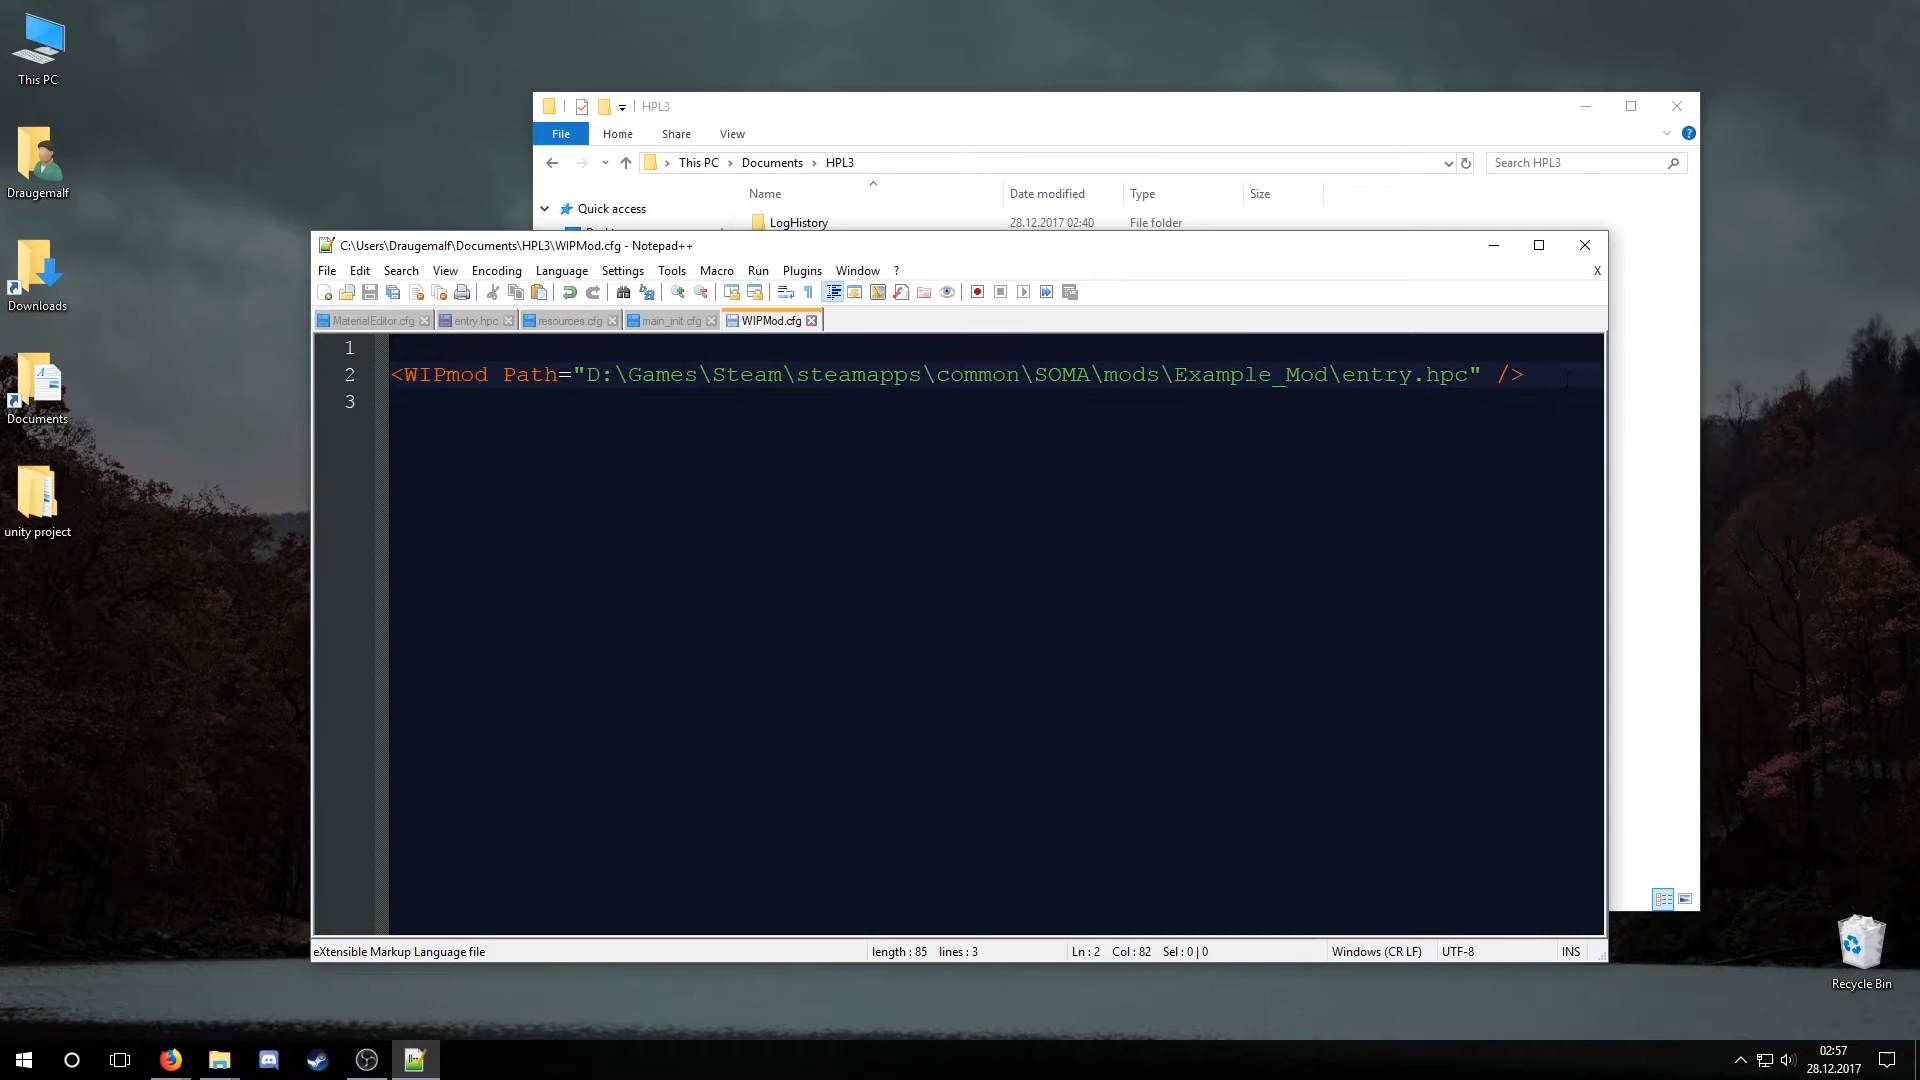 This PC
Draugemalf
Downloads
Documents
unity project
HPL3
File Home Share View
This PC Documents HPL3
Search HPL3
Name Date modified Type Size
Quick access
LogHistory 28.12.2017 02:40 File folder
C:\Users\Draugemalf\Documents\HPL3\WIPMod.cfg - Notepad++
File Edit Search View Encoding Language Settings Tools Macro Run Plugins Window ? X
MaterialEditor.cfg entry.hpc resources.cfg main_init.cfg WIPMod.cfg
1
2 <WIPmod Path="D:\Games\Steam\steamapps\common\SOMA\mods\Example_Mod\entry.hpc" />
3
eXtensible Markup Language file length : 85 lines : 3 Ln : 2 Col : 82 Sel : 0 | 0 Windows (CR LF) UTF-8 INS
Recycle Bin
02:57
28.12.2017